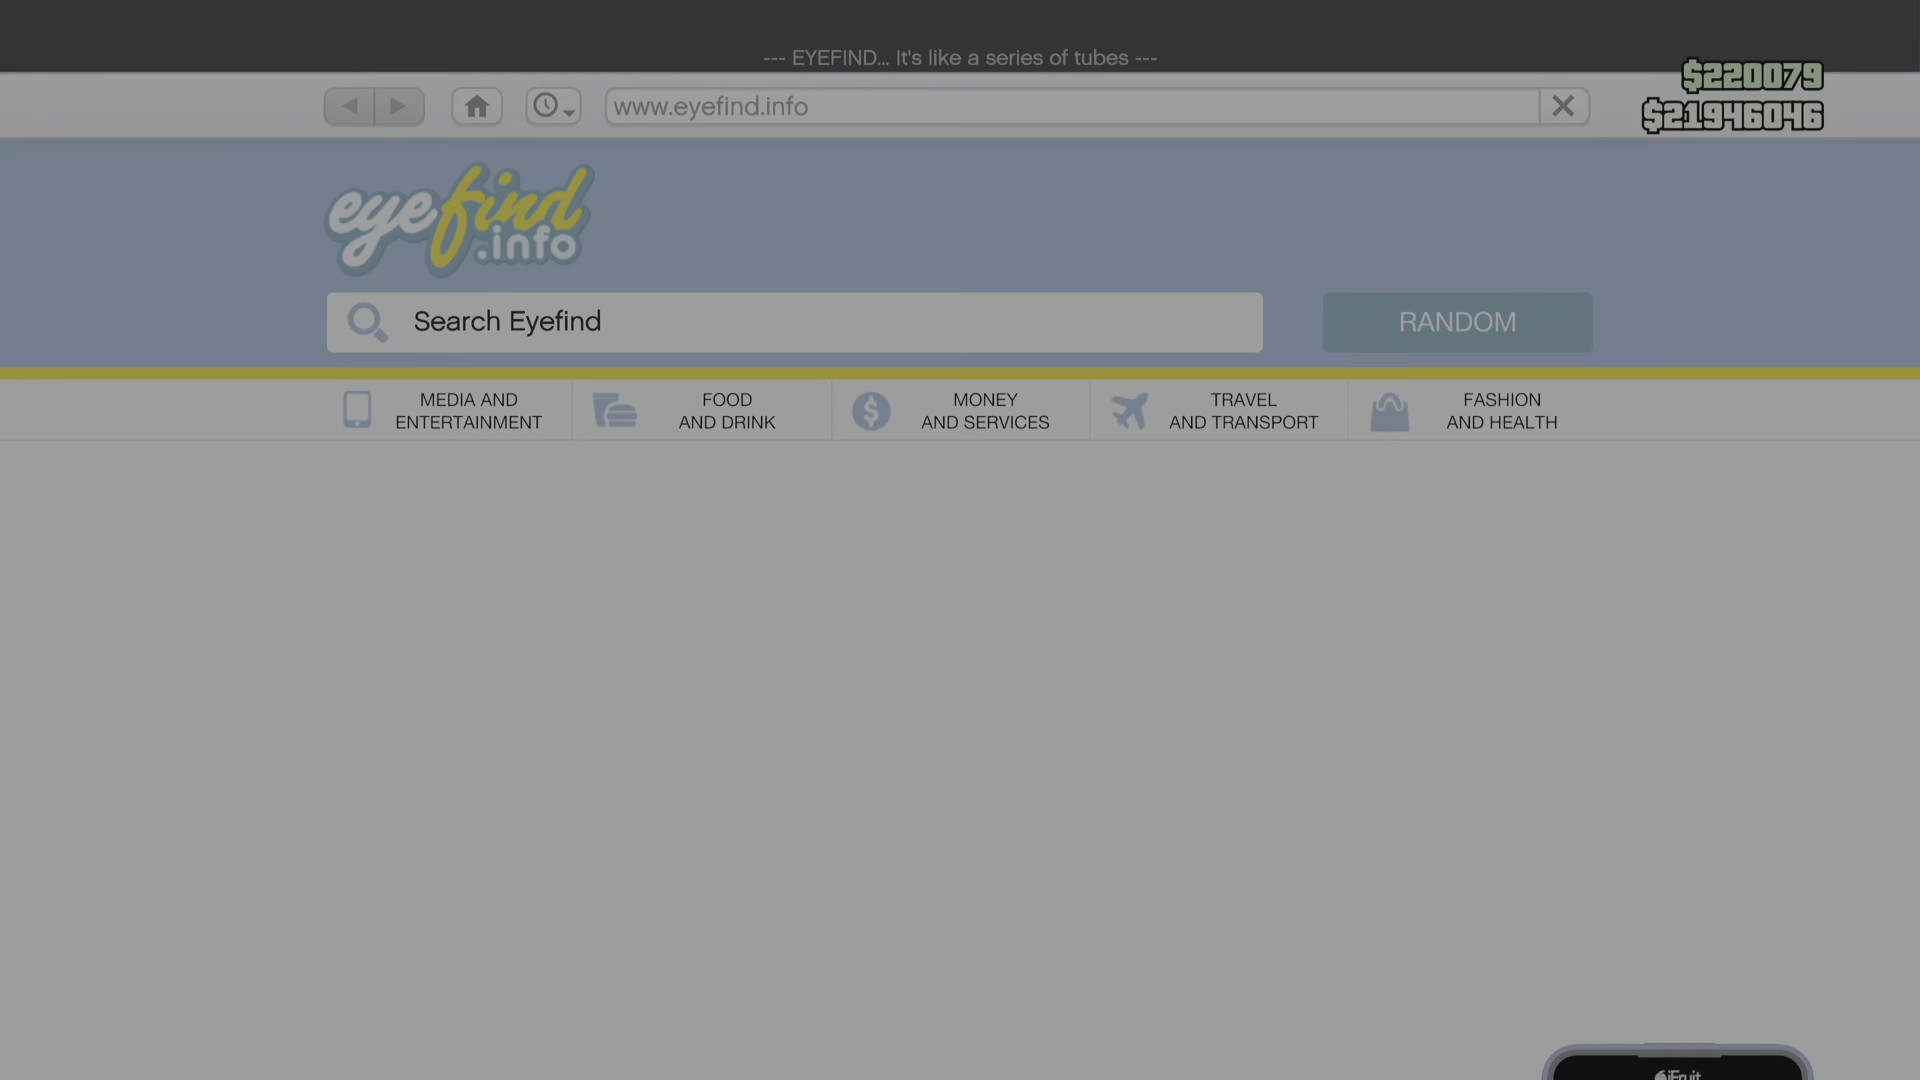 --- EYEFIND... It's like a series of tubes ---
$220079
www.eyefind.info
$21946046
eyefind
.info
Search Eyefind
RANDOM
MEDIA AND
ENTERTAINMENT
FOOD
AND DRINK
MONEY
AND SERVICES
TRAVEL
AND TRANSPORT
FASHION
AND HEALTH
iFruit